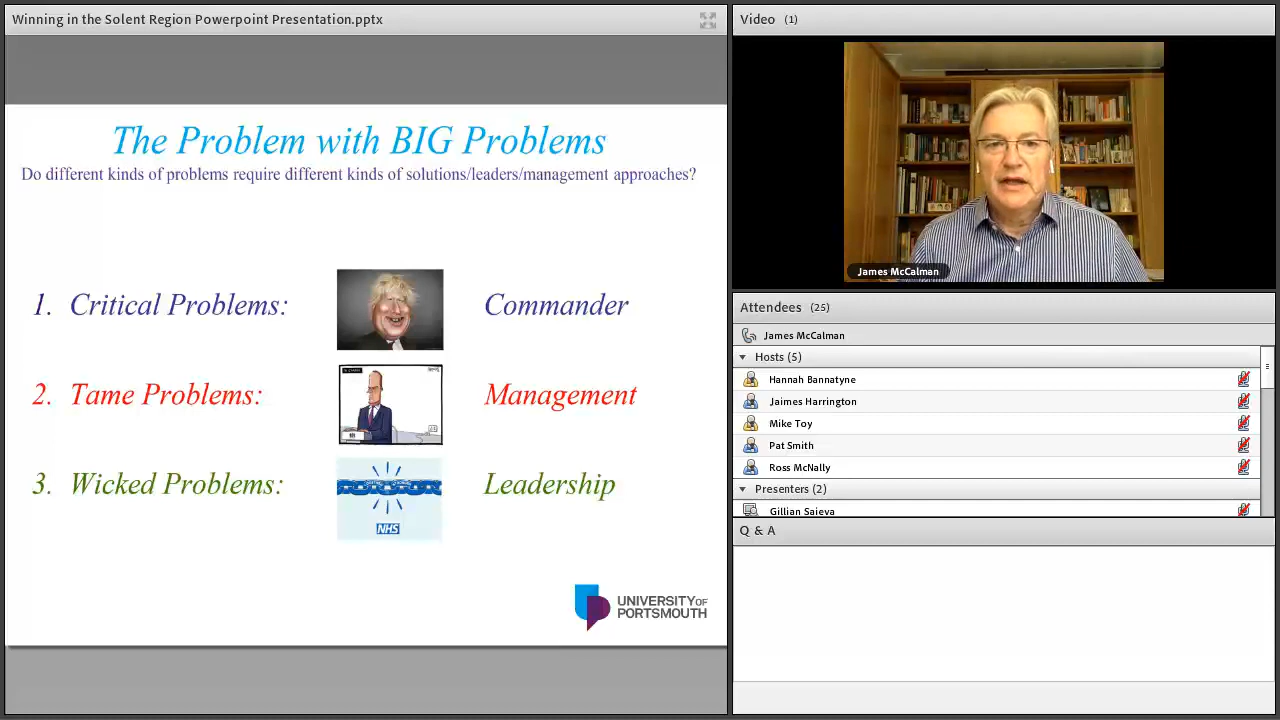 Winning in the Solent Region Powerpoint Presentation.pptx
The Problem with BIG Problems
Do different kinds of problems require different kinds of solutions/leaders/management approaches?
1. Critical Problems:
Commander
2. Tame Problems:
Management
3. Wicked Problems:
Leadership
NHS
UNIVERSITY OF
PORTSMOUTH
Video (1)
James McCalman
Attendees (25)
James McCalman
Hosts (5)
Hannah Bannatyne
Jaimes Harrington
Mike Toy
Pat Smith
Ross McNally
Presenters (2)
Gillian Saieva
Q & A